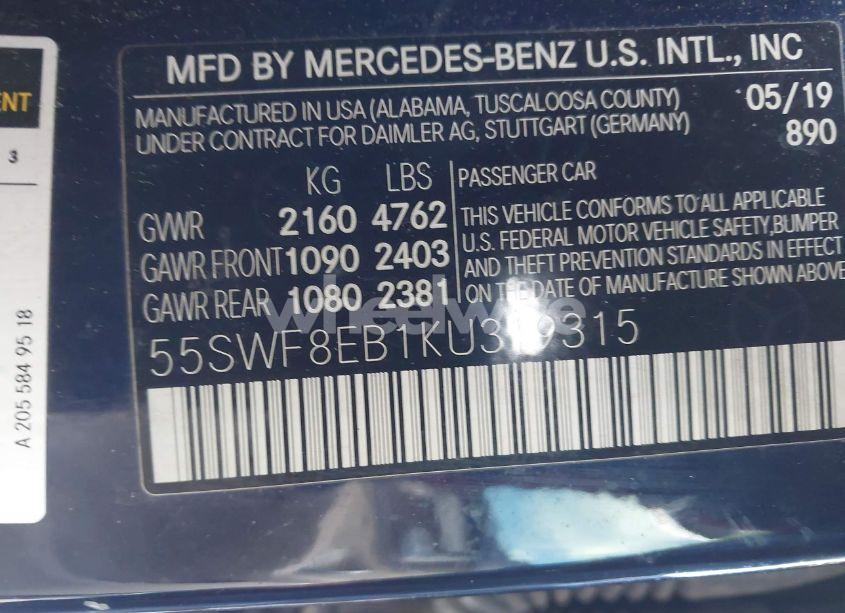 ENT
3
A 205 584 95 18
MFD BY MERCEDES-BENZ U.S. INTL., INC
MANUFACTURED IN USA (ALABAMA, TUSCALOOSA COUNTY) 05/19
UNDER CONTRACT FOR DAIMLER AG, STUTTGART (GERMANY) 890
KG LBS
GVWR 2160 4762
GAWR FRONT 1090 2403
GAWR REAR 1080 2381
PASSENGER CAR
THIS VEHICLE CONFORMS TO ALL APPLICABLE
U.S. FEDERAL MOTOR VEHICLE SAFETY,BUMPER
AND THEFT PREVENTION STANDARDS IN EFFECT
ON THE DATE OF MANUFACTURE SHOWN ABOVE
55SWF8EB1KU319315